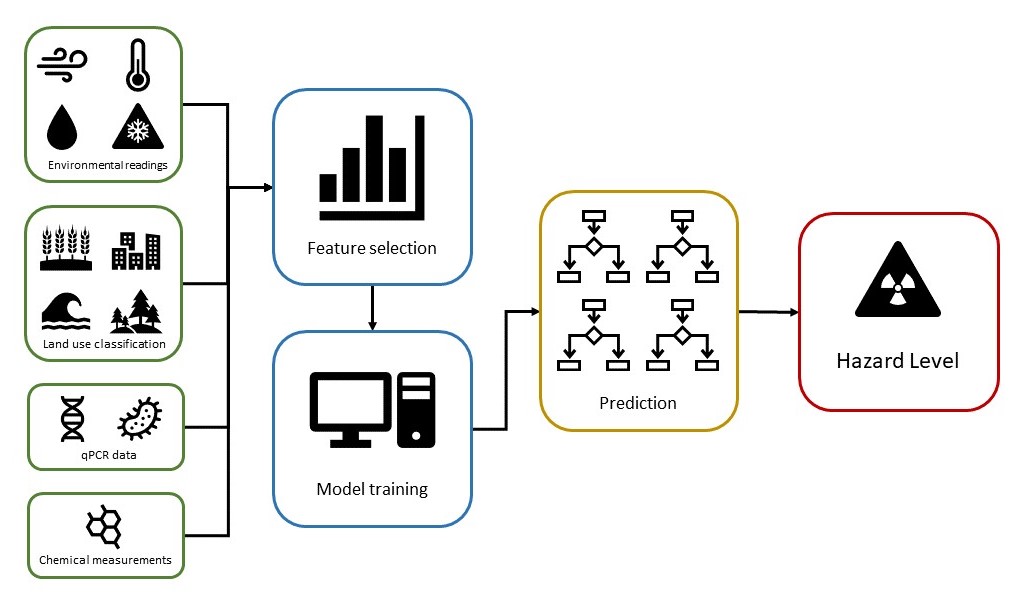 Environmental readings
Land use classification
qPCR data
Chemical measurements
Feature selection
Model training
Prediction
Hazard Level